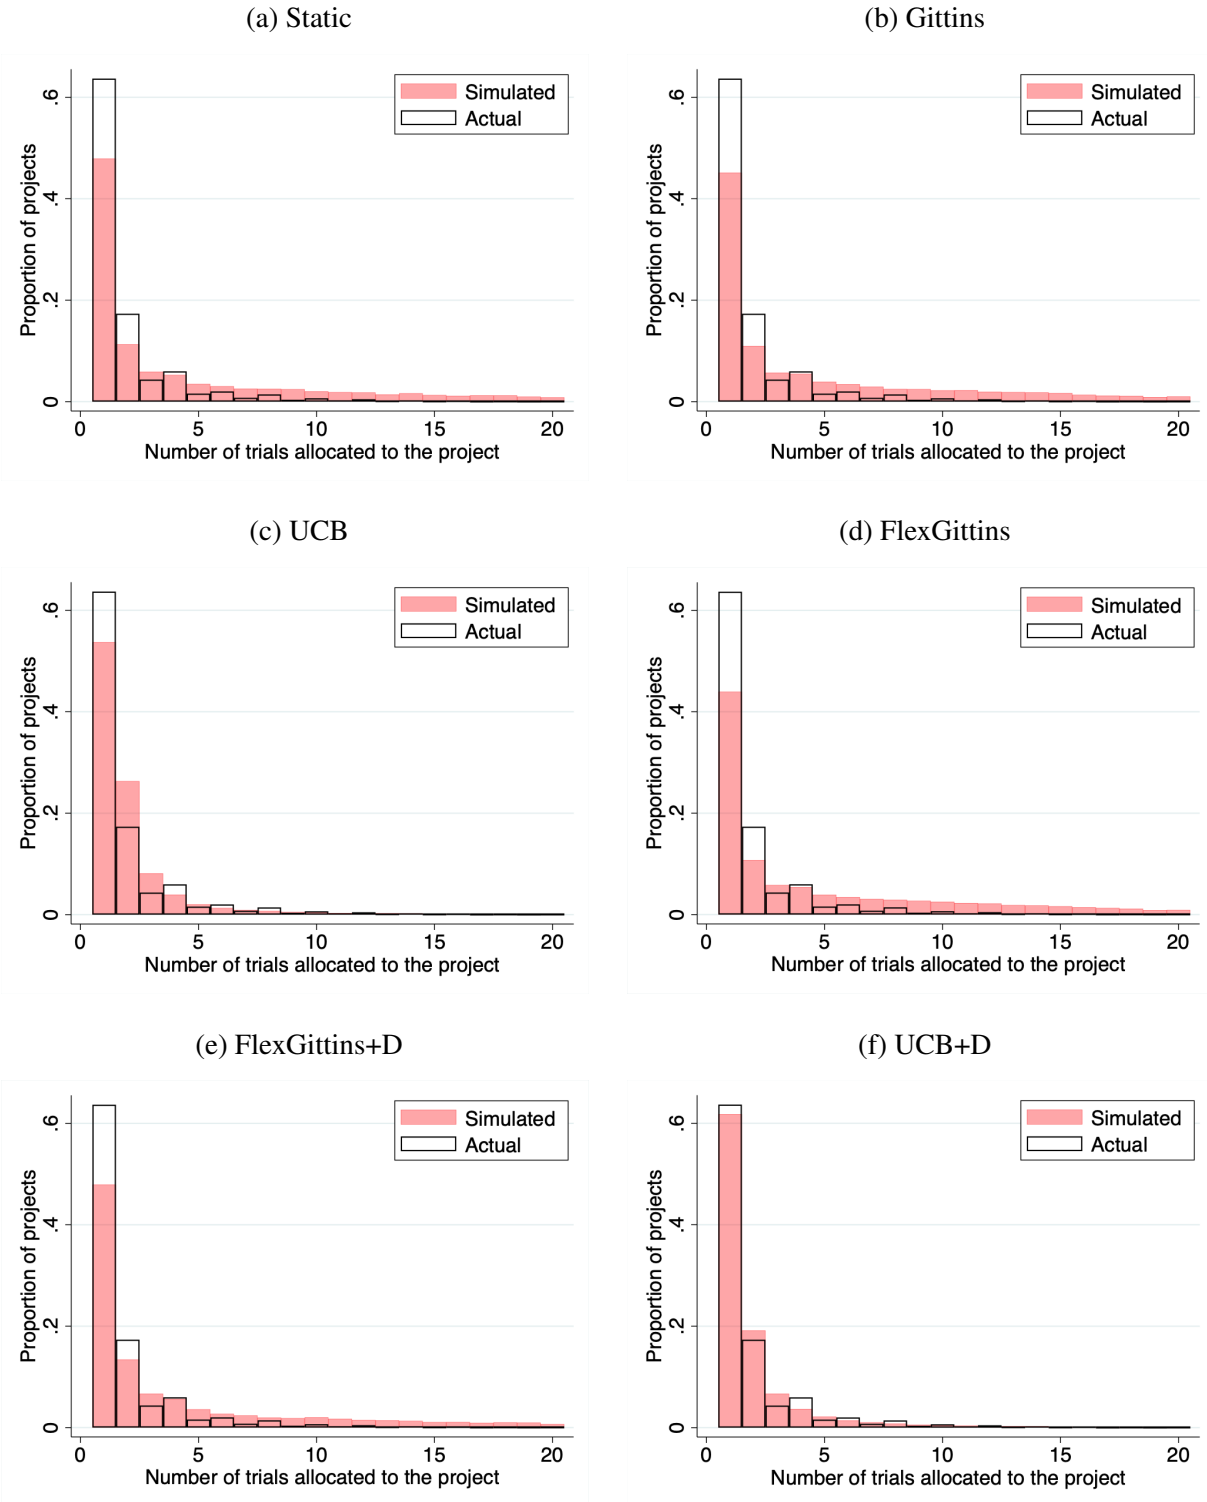 (a) Static
Simulated
Actual
Proportion of projects
.6
.4
.2
0
0 5 10 15 20
Number of trials allocated to the project
(b) Gittins
Simulated
Actual
Proportion of projects
.6
.4
.2
0
0 5 10 15 20
Number of trials allocated to the project
(c) UCB
Simulated
Actual
Proportion of projects
.6
.4
.2
0
0 5 10 15 20
Number of trials allocated to the project
(d) FlexGittins
Simulated
Actual
Proportion of projects
.6
.4
.2
0
0 5 10 15 20
Number of trials allocated to the project
(e) FlexGittins+D
Simulated
Actual
Proportion of projects
.6
.4
.2
0
0 5 10 15 20
Number of trials allocated to the project
(f) UCB+D
Simulated
Actual
Proportion of projects
.6
.4
.2
0
0 5 10 15 20
Number of trials allocated to the project